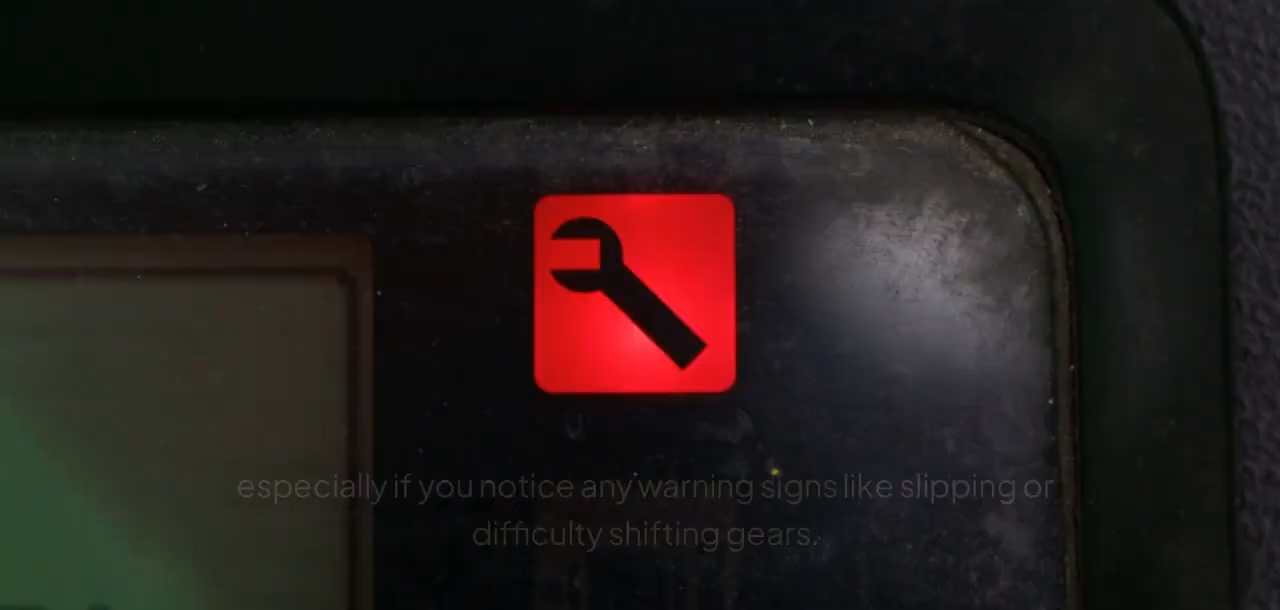 especially if you notice any warning signs like slipping or
difficulty shifting gears.